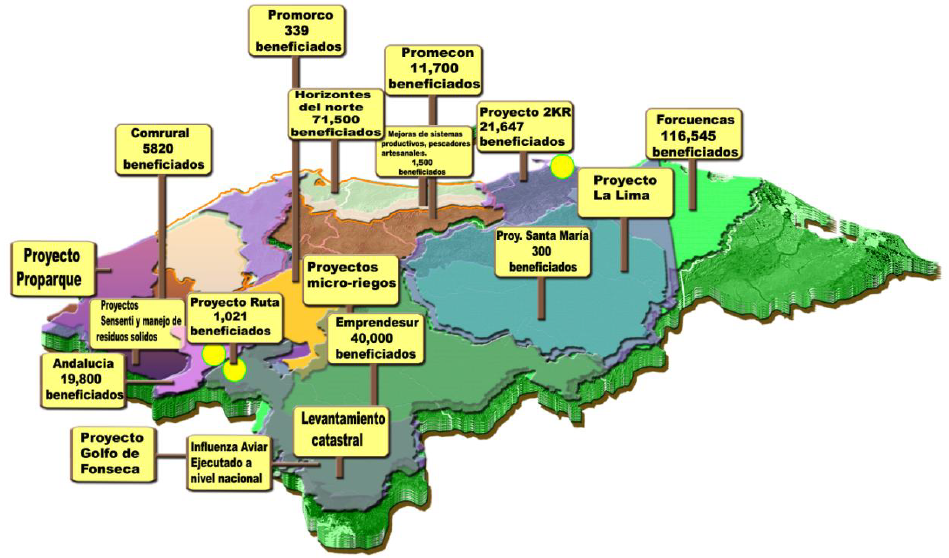 Promorco
339
beneficiados
Promecon
11,700
beneficiados
Horizontes
del norte
71,500
beneficiados
Mejoras de sistemas
productivos, pescadores
artesanales.
1,500
beneficiados
Proyecto 2KR
21,647
beneficiados
Forcuencas
116,545
beneficiados
Comrural
5820
beneficiados
Proyecto
La Lima
Proy. Santa María
300
beneficiados
Proyecto
Proparque
Proyectos
micro-riegos
Proyectos
Sensenti y manejo de
residuos solidos
Proyecto Ruta
1,021
beneficiados
Emprendesur
40,000
beneficiados
Andalucia
19,800
beneficiados
Levantamiento
catastral
Proyecto
Golfo de
Fonseca
Influenza Aviar
Ejecutado a
nivel nacional